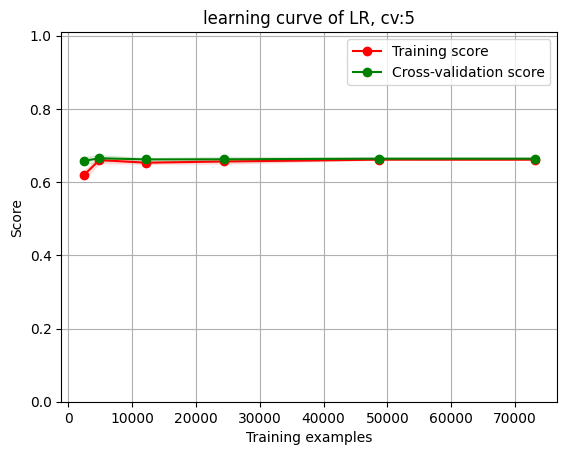 learning curve of LR, cv:5
Training score
Cross-validation score
1.0
0.8
0.6
0.4
0.2
0.0
Score
0 10000 20000 30000 40000 50000 60000 70000
Training examples